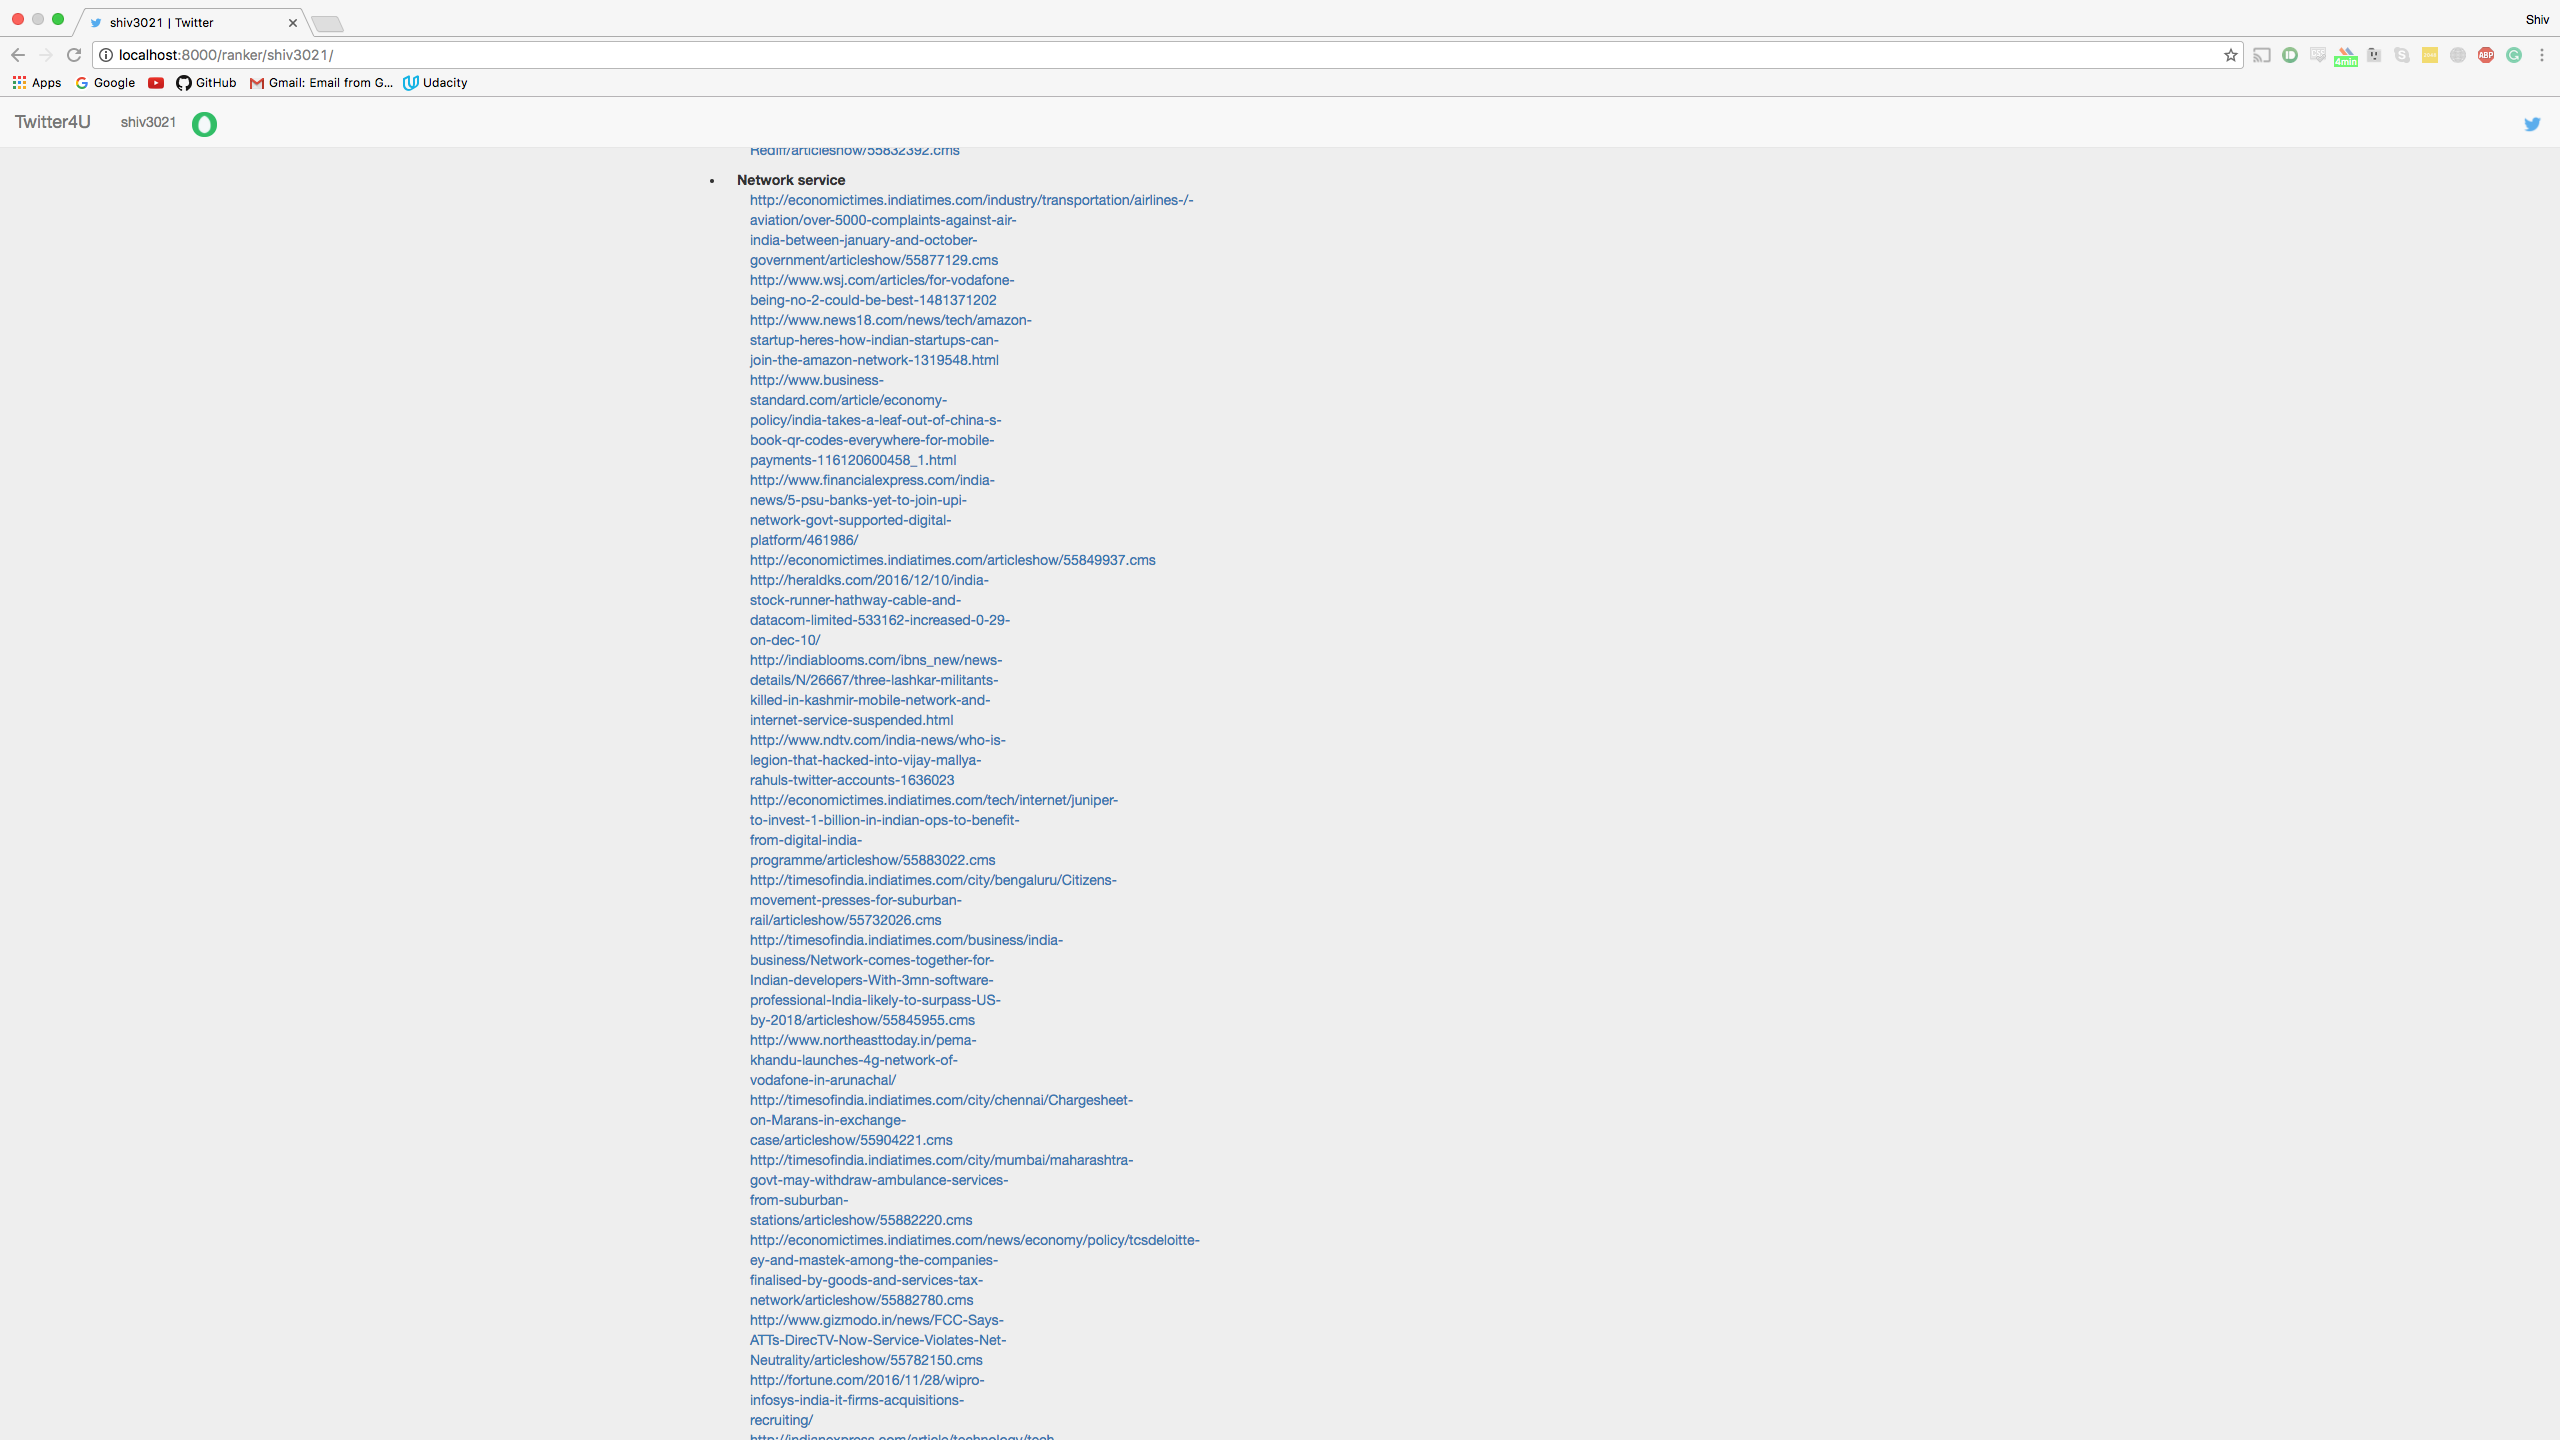 shiv3021 | Twitter
Shiv
localhost:8000/ranker/shiv3021/
4min
ABP
Apps Google GitHub Gmail: Email from G... Udacity
Twitter4U shiv3021
Rediff/articleshow/55832392.cms
• Network service
http://economictimes.indiatimes.com/industry/transportation/airlines-/-
aviation/over-5000-complaints-against-air-
india-between-january-and-october-
government/articleshow/55877129.cms
http://www.wsj.com/articles/for-vodafone-
being-no-2-could-be-best-1481371202
http://www.news18.com/news/tech/amazon-
startup-heres-how-indian-startups-can-
join-the-amazon-network-1319548.html
http://www.business-
standard.com/article/economy-
policy/india-takes-a-leaf-out-of-china-s-
book-qr-codes-everywhere-for-mobile-
payments-116120600458_1.html
http://www.financialexpress.com/india-
news/5-psu-banks-yet-to-join-upi-
network-govt-supported-digital-
platform/461986/
http://economictimes.indiatimes.com/articleshow/55849937.cms
http://heraldks.com/2016/12/10/india-
stock-runner-hathway-cable-and-
datacom-limited-533162-increased-0-29-
on-dec-10/
http://indiablooms.com/ibns_new/news-
details/N/26667/three-lashkar-militants-
killed-in-kashmir-mobile-network-and-
internet-service-suspended.html
http://www.ndtv.com/india-news/who-is-
legion-that-hacked-into-vijay-mallya-
rahuls-twitter-accounts-1636023
http://economictimes.indiatimes.com/tech/internet/juniper-
to-invest-1-billion-in-indian-ops-to-benefit-
from-digital-india-
programme/articleshow/55883022.cms
http://timesofindia.indiatimes.com/city/bengaluru/Citizens-
movement-presses-for-suburban-
rail/articleshow/55732026.cms
http://timesofindia.indiatimes.com/business/india-
business/Network-comes-together-for-
Indian-developers-With-3mn-software-
professional-India-likely-to-surpass-US-
by-2018/articleshow/55845955.cms
http://www.northeasttoday.in/pema-
khandu-launches-4g-network-of-
vodafone-in-arunachal/
http://timesofindia.indiatimes.com/city/chennai/Chargesheet-
on-Marans-in-exchange-
case/articleshow/55904221.cms
http://timesofindia.indiatimes.com/city/mumbai/maharashtra-
govt-may-withdraw-ambulance-services-
from-suburban-
stations/articleshow/55882220.cms
http://economictimes.indiatimes.com/news/economy/policy/tcsdeloitte-
ey-and-mastek-among-the-companies-
finalised-by-goods-and-services-tax-
network/articleshow/55882780.cms
http://www.gizmodo.in/news/FCC-Says-
ATTs-DirecTV-Now-Service-Violates-Net-
Neutrality/articleshow/55782150.cms
http://fortune.com/2016/11/28/wipro-
infosys-india-it-firms-acquisitions-
recruiting/
http://indianexpress.com/article/technology/tech-